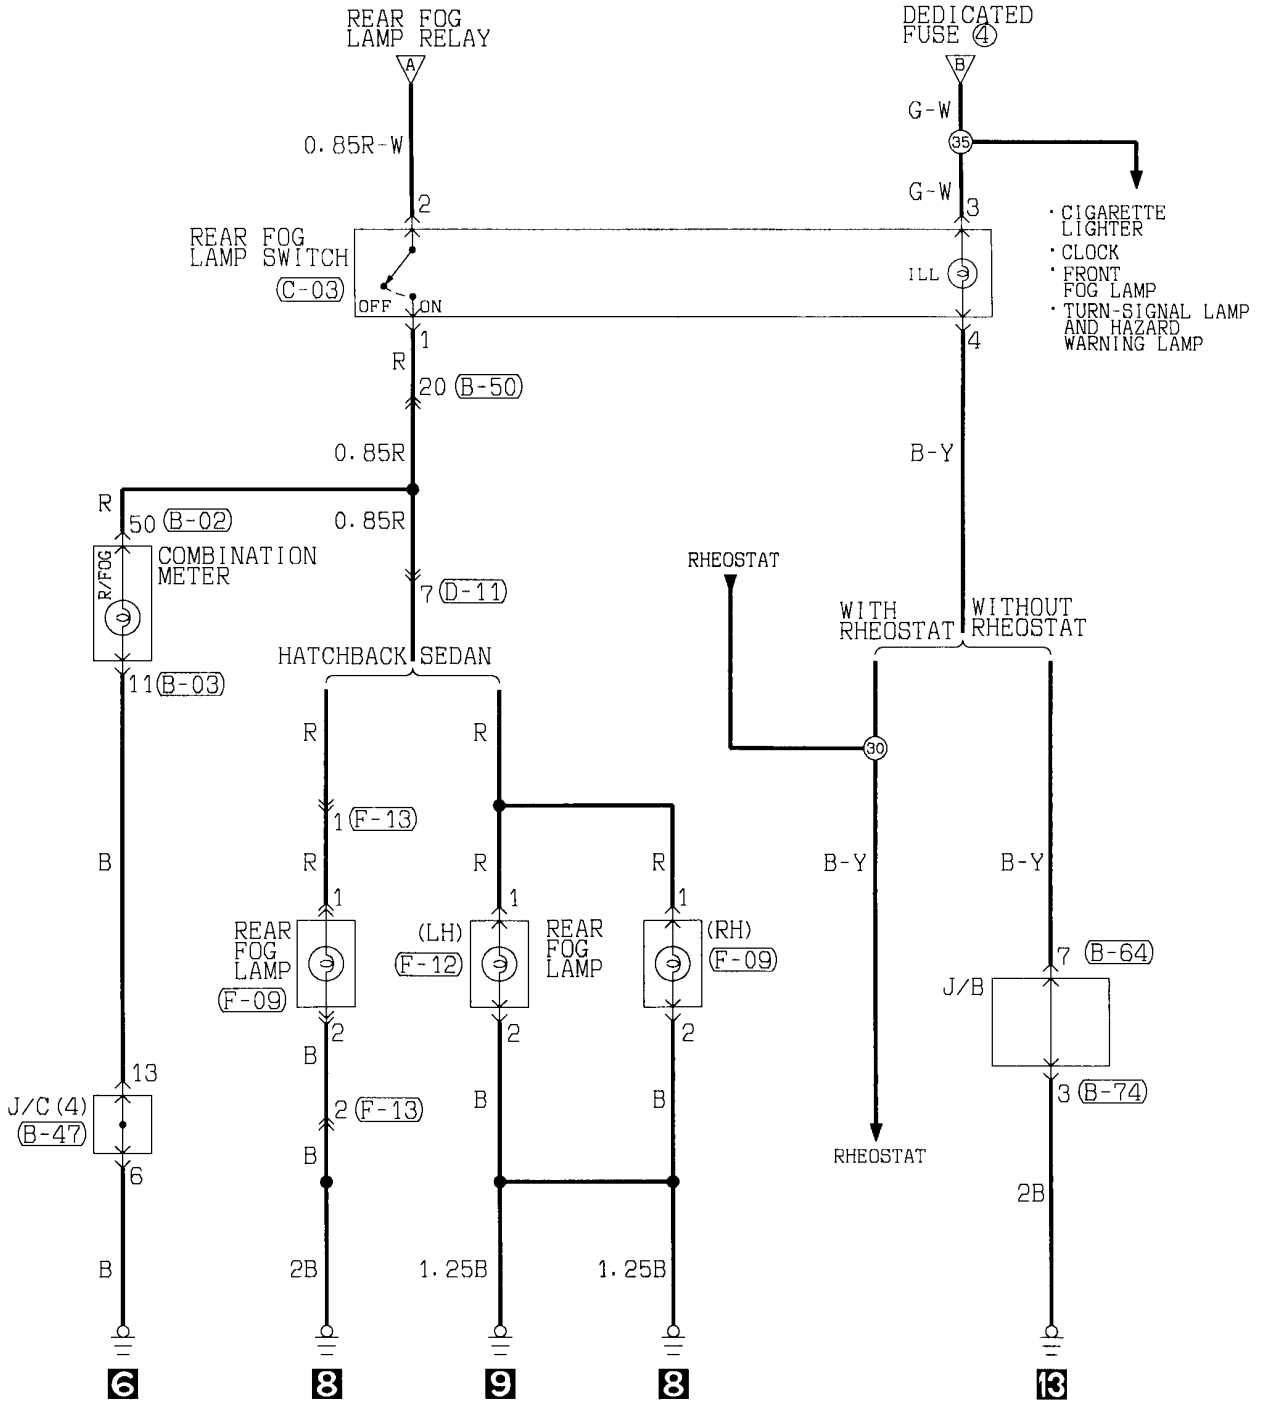 REAR FOG
LAMP RELAY
A
DEDICATED
FUSE ④
B
G-W
0.85R-W
35
G-W
2
3
· CIGARETTE
LIGHTER
· CLOCK
· FRONT
FOG LAMP
· TURN-SIGNAL LAMP
AND HAZARD
WARNING LAMP
REAR FOG
LAMP SWITCH
C-03
OFF
ON
ILL
1
4
R
20 B-50
0.85R
B-Y
R
0.85R
50 B-02
R/FOG
COMBINATION
METER
7 D-11
RHEOSTAT
WITH
RHEOSTAT
WITHOUT
RHEOSTAT
HATCHBACK
SEDAN
11 B-03
R
R
30
1 F-13
B
R
R
R
B-Y
B-Y
1
1
1
REAR
FOG
LAMP
F-09
(LH)
F-12
REAR
FOG
LAMP
(RH)
F-09
7 B-64
J/B
2
2
2
B
13
B
B
3 B-74
J/C(4)
B-47
2 F-13
6
B
RHEOSTAT
2B
B
2B
1.25B
1.25B
6
8
9
8
13